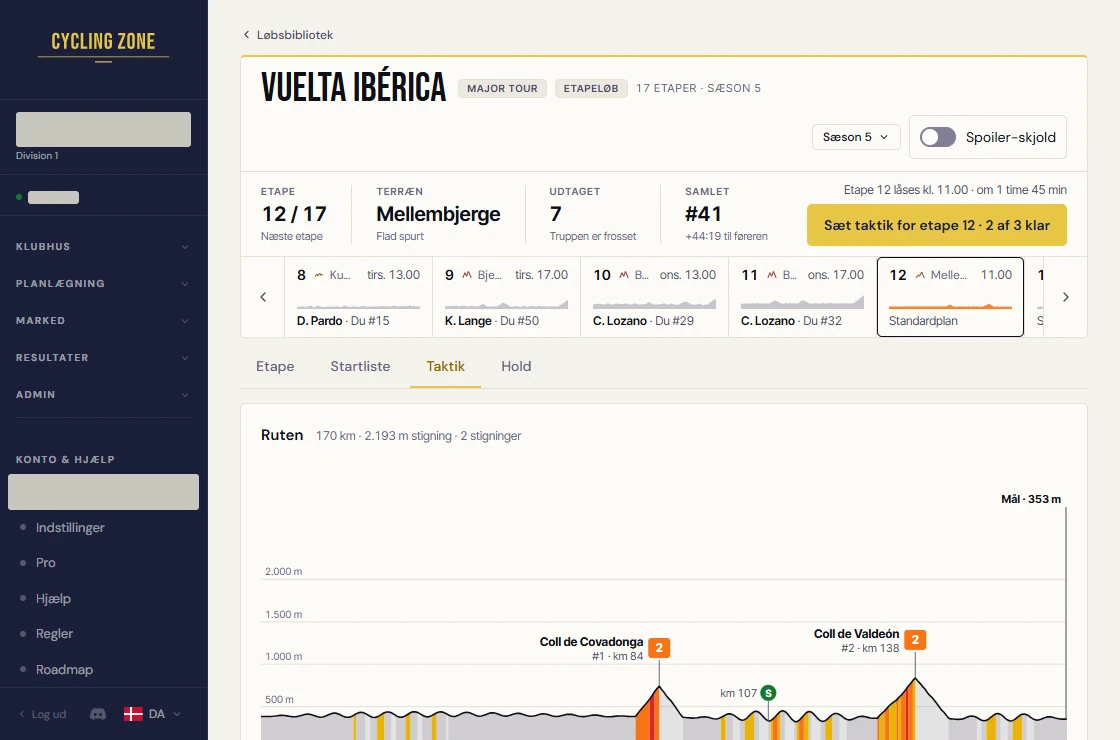 CYCLING ZONE
Division 1
KLUBHUS
PLANLÆGNING
MARKED
RESULTATER
ADMIN
KONTO & HJÆLP
Indstillinger
Pro
Hjælp
Regler
Roadmap
Log ud
DA
Løbsbibliotek
VUELTA IBÉRICA
MAJOR TOUR
ETAPELØB
17 ETAPER · SÆSON 5
Sæson 5
Spoiler-skjold
ETAPE
12 / 17
Næste etape
TERRÆN
Mellembjerge
Flad spurt
UDTAGET
7
Truppen er frosset
SAMLET
#41
+44:19 til føreren
Etape 12 låses kl. 11.00 · om 1 time 45 min
Sæt taktik for etape 12 · 2 af 3 klar
8 Ku... tirs. 13.00
D. Pardo · Du #15
9 Bje... tirs. 17.00
K. Lange · Du #50
10 B... ons. 13.00
C. Lozano · Du #29
11 B... ons. 17.00
C. Lozano · Du #32
12 Melle... 11.00
Standardplan
1
S
Etape
Startliste
Taktik
Hold
Ruten 170 km · 2.193 m stigning · 2 stigninger
Mål · 353 m
2.000 m
1.500 m
1.000 m
500 m
Coll de Covadonga
#1 · km 84
2
km 107 S
Coll de Valdeón
#2 · km 138
2